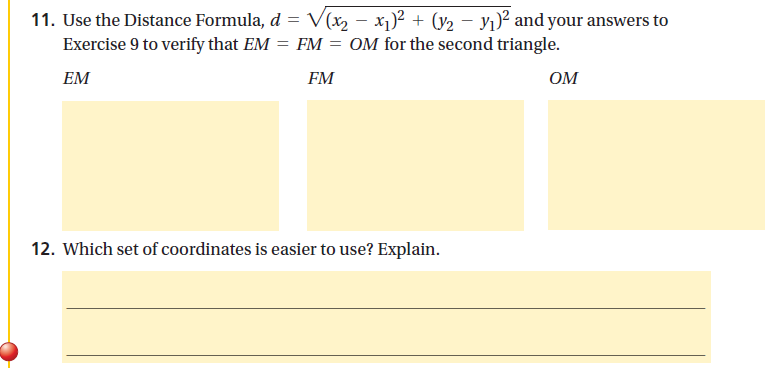 11. Use the Distance Formula, d = √(x₂ − x₁)² + (y₂ − y₁)² and your answers to
Exercise 9 to verify that EM = FM = OM for the second triangle.
EM FM OM
12. Which set of coordinates is easier to use? Explain.